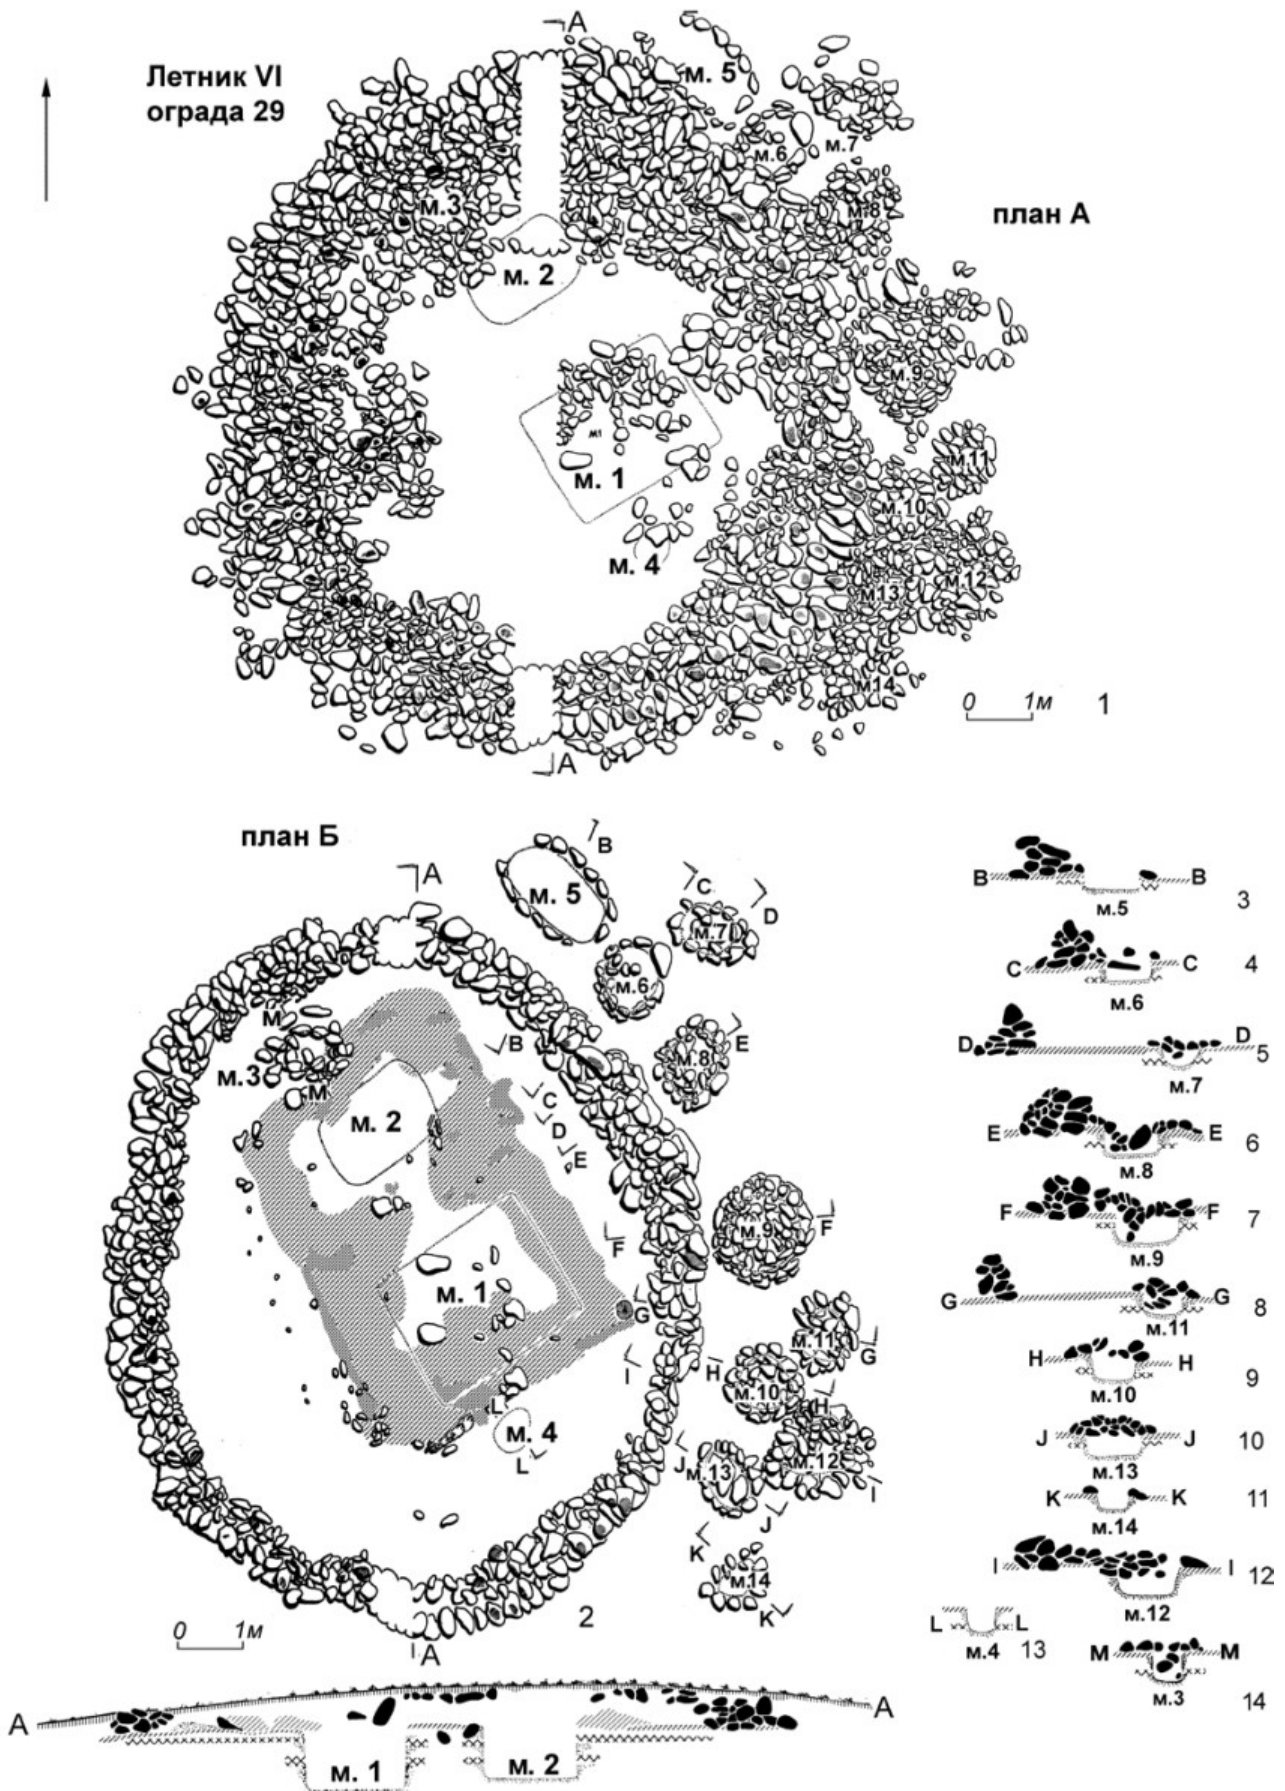 A
Летник VI
ограда 29
м. 5
м.6
м.7
м.3
м.8
план А
м. 2
м.9
м1
м. 1
м.11
м.10
м. 4
м.13
м.12
м14
0 1м 1
A
план Б
B
A
м. 5
C
D
м.7
м.6
М
B
E
м.8
м.3
М
C
м. 2
D
E
м.9
F
F
м. 1
G
м.11
I
H
G
м.10
L
H
м. 4
J
м.13
м.12
L
I
J
K
м.14
K
2
0 1м
A
B B
м.5 3
C C 4
м.6
D D 5
м.7
E E 6
м.8
F F 7
м.9
G G 8
м.11
H H
м.10 9
J J 10
м.13
K K 11
м.14
I I 12
м.12
L L
м.4 13
M M
м.3 14
A A
м. 1 м. 2